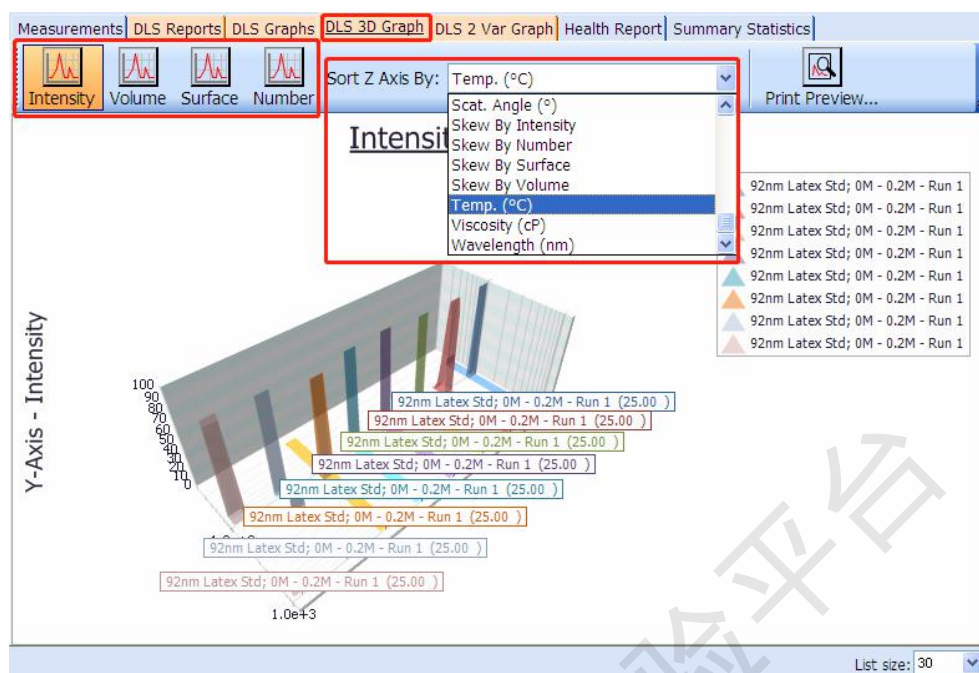 Measurements DLS Reports DLS Graphs DLS 3D Graph DLS 2 Var Graph Health Report Summary Statistics
Intensity Volume Surface Number
Sort Z Axis By: Temp. (ºC)
Print Preview...
Scat. Angle (º)
Skew By Intensity
Skew By Number
Skew By Surface
Skew By Volume
Temp. (ºC)
Viscosity (cP)
Wavelength (nm)
92nm Latex Std; 0M - 0.2M - Run 1
92nm Latex Std; 0M - 0.2M - Run 1
92nm Latex Std; 0M - 0.2M - Run 1
92nm Latex Std; 0M - 0.2M - Run 1
92nm Latex Std; 0M - 0.2M - Run 1
92nm Latex Std; 0M - 0.2M - Run 1
92nm Latex Std; 0M - 0.2M - Run 1
92nm Latex Std; 0M - 0.2M - Run 1
Y-Axis - Intensity
100
90
80
70
60
50
40
30
20
10
0
92nm Latex Std; 0M - 0.2M - Run 1 (25.00 )
92nm Latex Std; 0M - 0.2M - Run 1 (25.00 )
92nm Latex Std; 0M - 0.2M - Run 1 (25.00 )
92nm Latex Std; 0M - 0.2M - Run 1 (25.00 )
92nm Latex Std; 0M - 0.2M - Run 1 (25.00 )
92nm Latex Std; 0M - 0.2M - Run 1 (25.00 )
92nm Latex Std; 0M - 0.2M - Run 1 (25.00 )
92nm Latex Std; 0M - 0.2M - Run 1 (25.00 )
1.0e+3
List size: 30
验平台